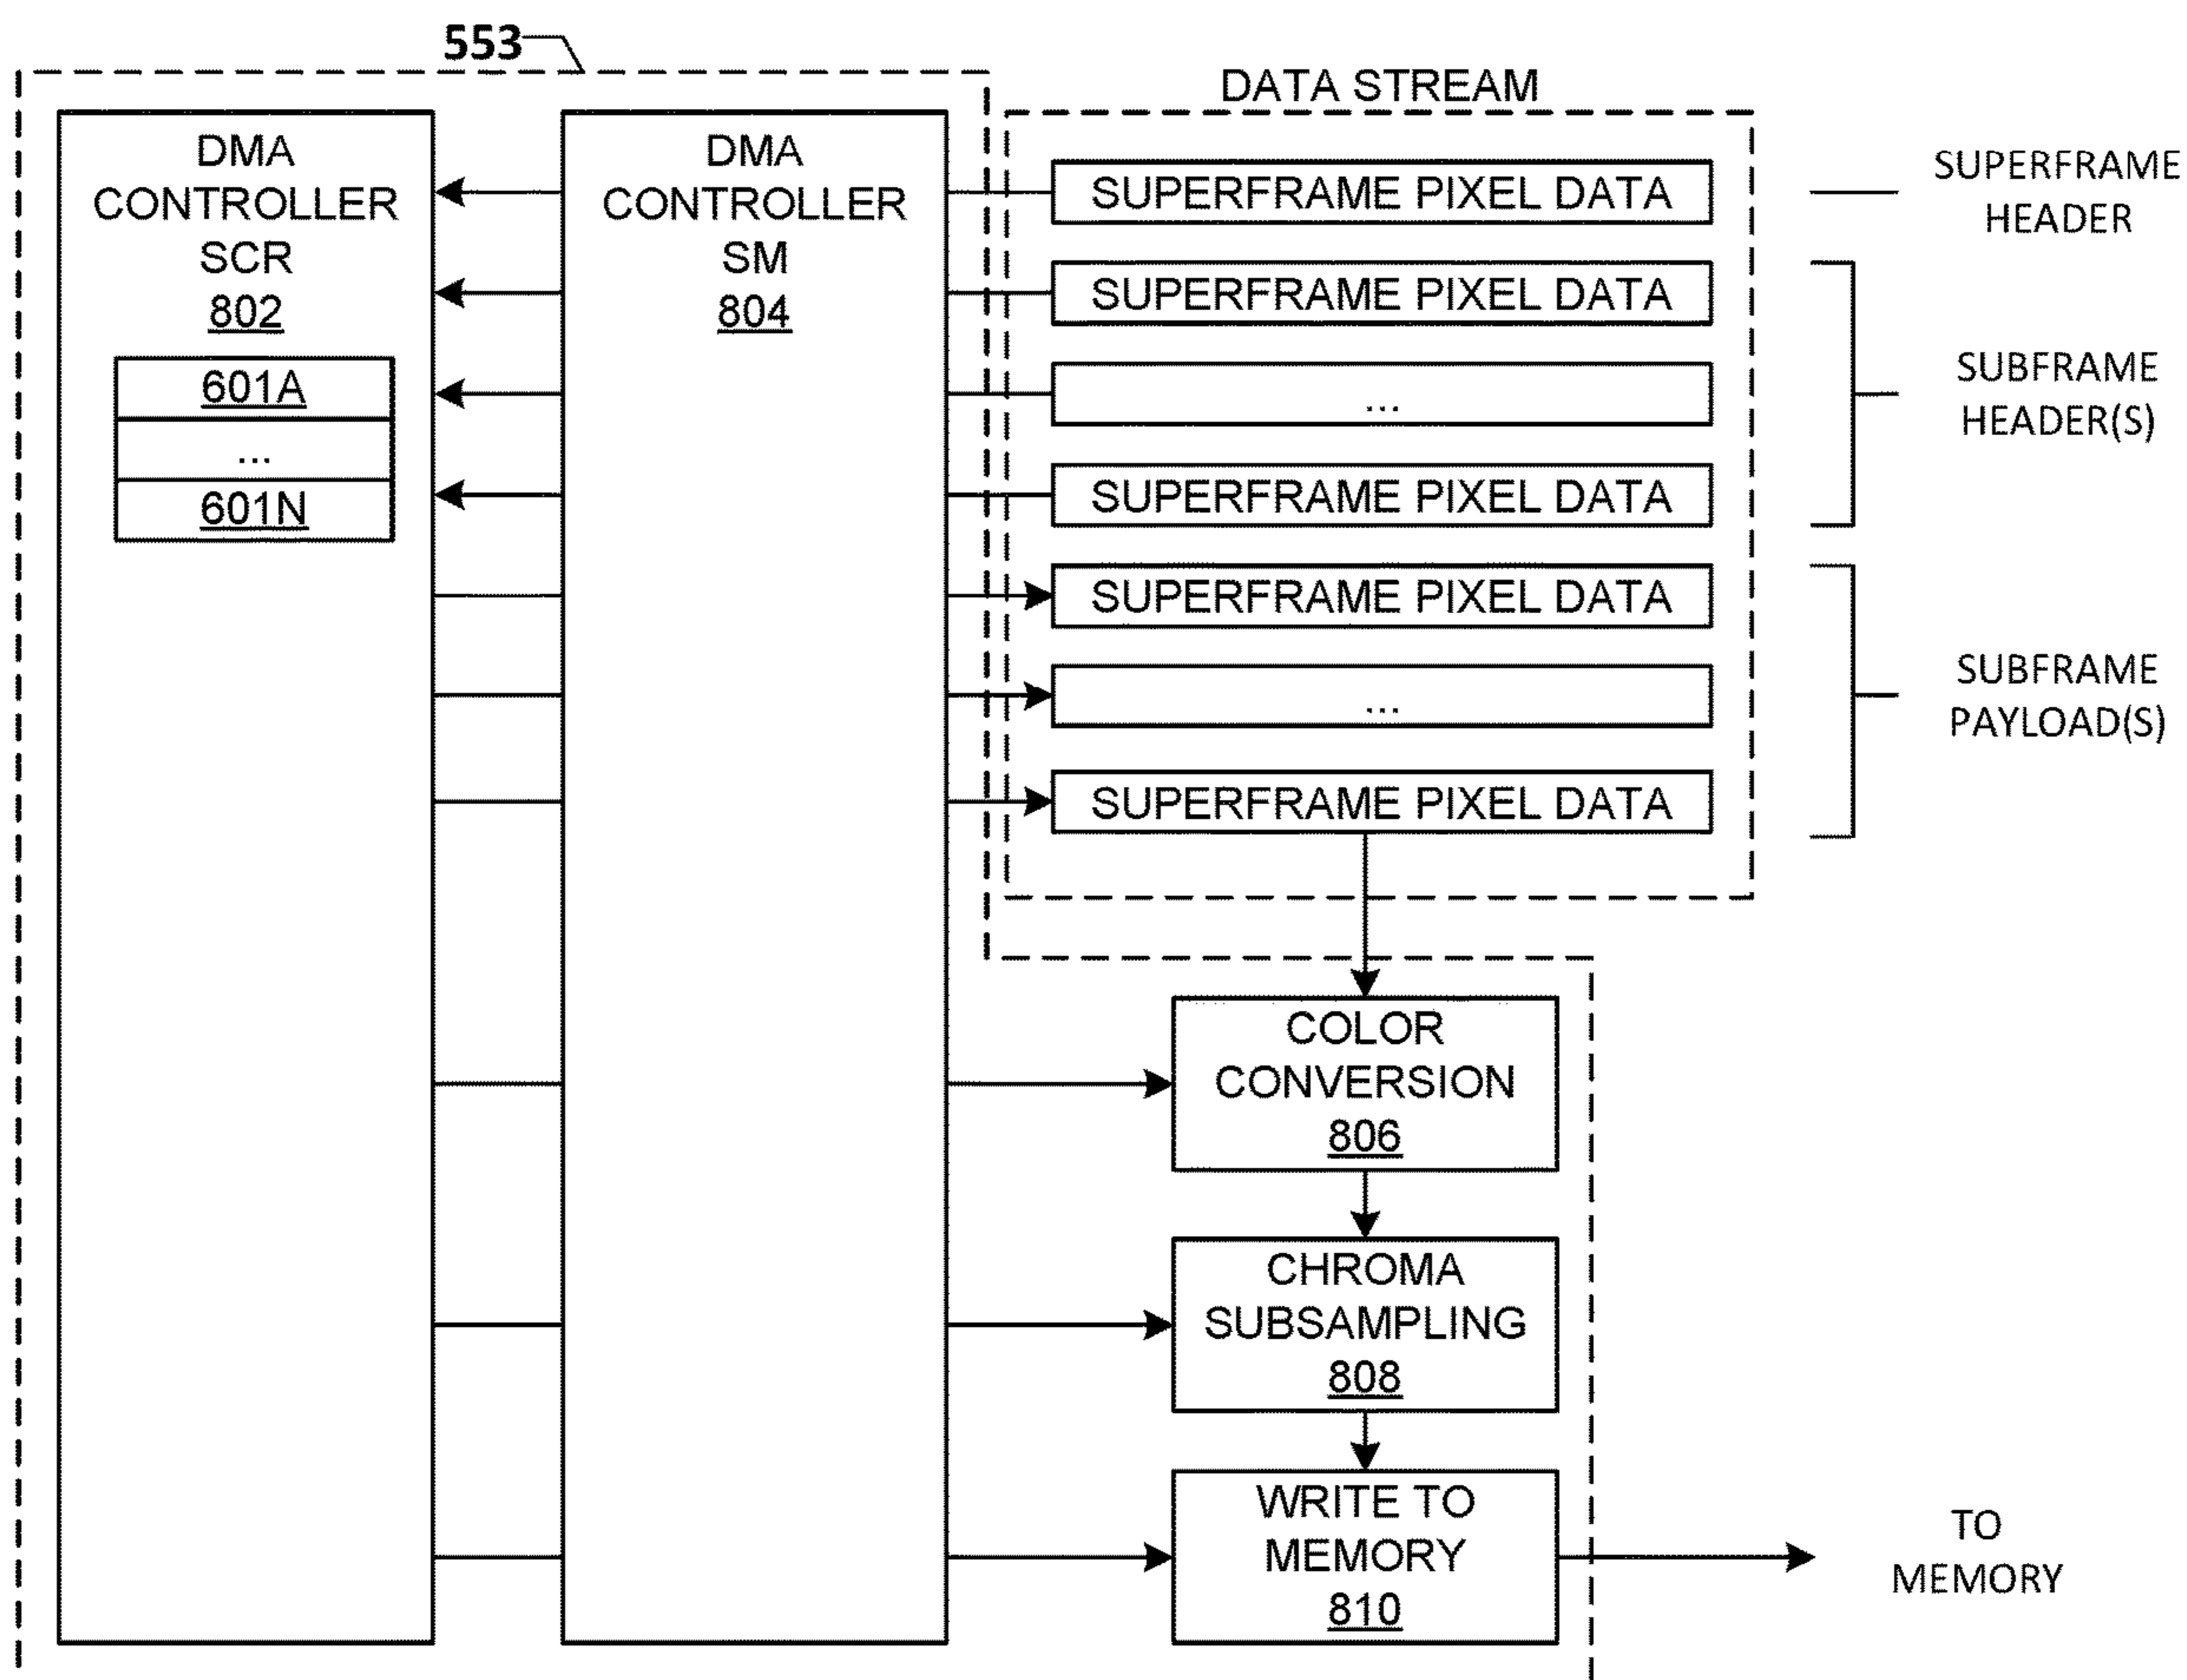 553
DATA STREAM
DMA
CONTROLLER
SCR
802
601A
...
601N
DMA
CONTROLLER
SM
804
SUPERFRAME PIXEL DATA
SUPERFRAME PIXEL DATA
...
SUPERFRAME PIXEL DATA
SUPERFRAME PIXEL DATA
...
SUPERFRAME PIXEL DATA
SUPERFRAME
HEADER
SUBFRAME
HEADER(S)
SUBFRAME
PAYLOAD(S)
COLOR
CONVERSION
806
CHROMA
SUBSAMPLING
808
WRITE TO
MEMORY
810
TO
MEMORY